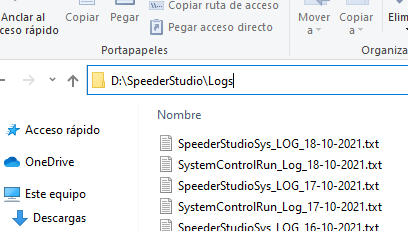 Anclar al
acceso rápido
Copiar
Pegar
Copiar ruta de acceso
Pegar acceso directo
Portapapeles
Mover
a
Copiar
a
Organiza
D:\SpeederStudio\Logs
Nombre
Acceso rápido
OneDrive
Este equipo
Descargas
SpeederStudioSys_LOG_18-10-2021.txt
SystemControlRun_Log_18-10-2021.txt
SpeederStudioSys_LOG_17-10-2021.txt
SystemControlRun_Log_17-10-2021.txt
SpeederStudioSys_LOG_16-10-2021.txt